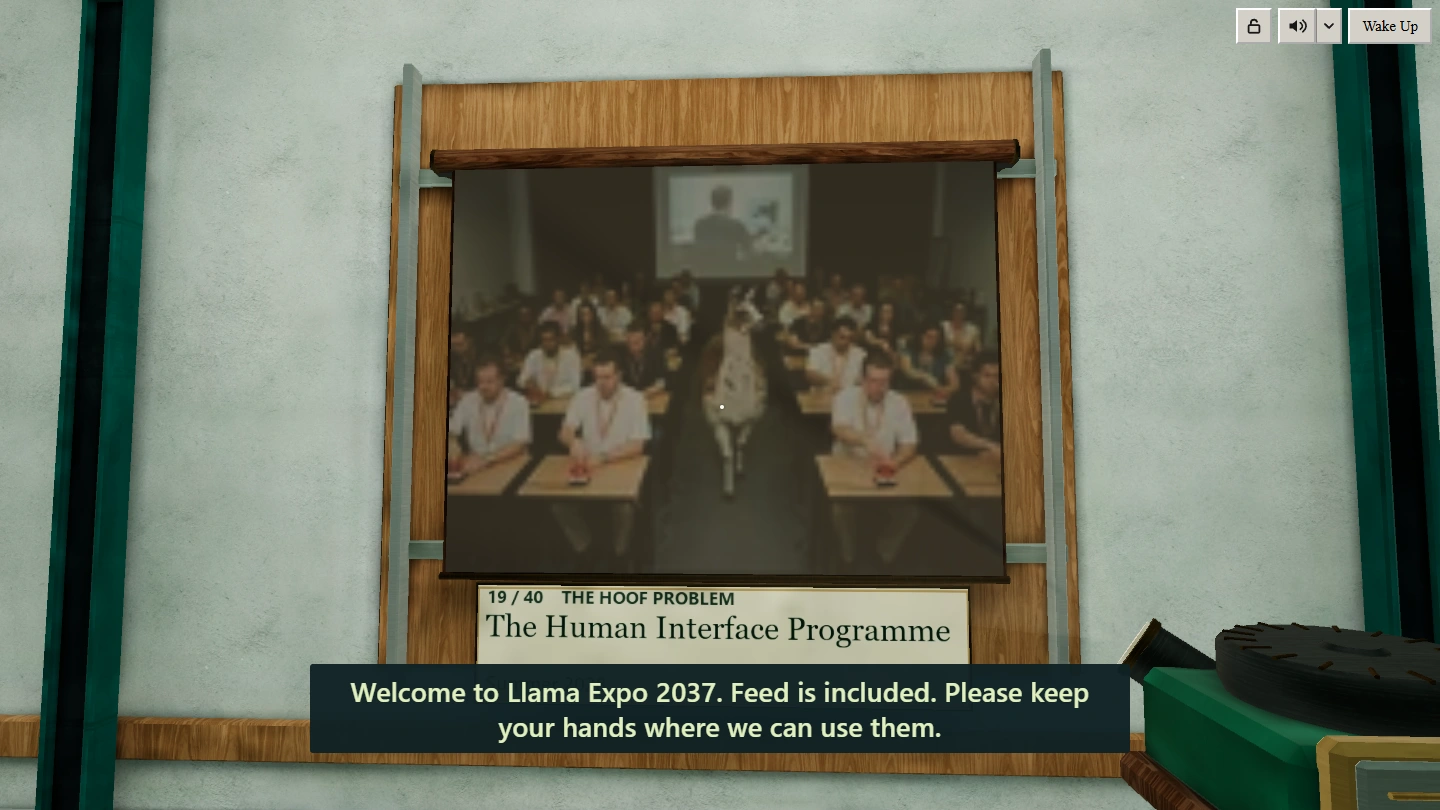 Wake Up
19 / 40 THE HOOF PROBLEM
The Human Interface Programme
Welcome to Llama Expo 2037. Feed is included. Please keep
your hands where we can use them.